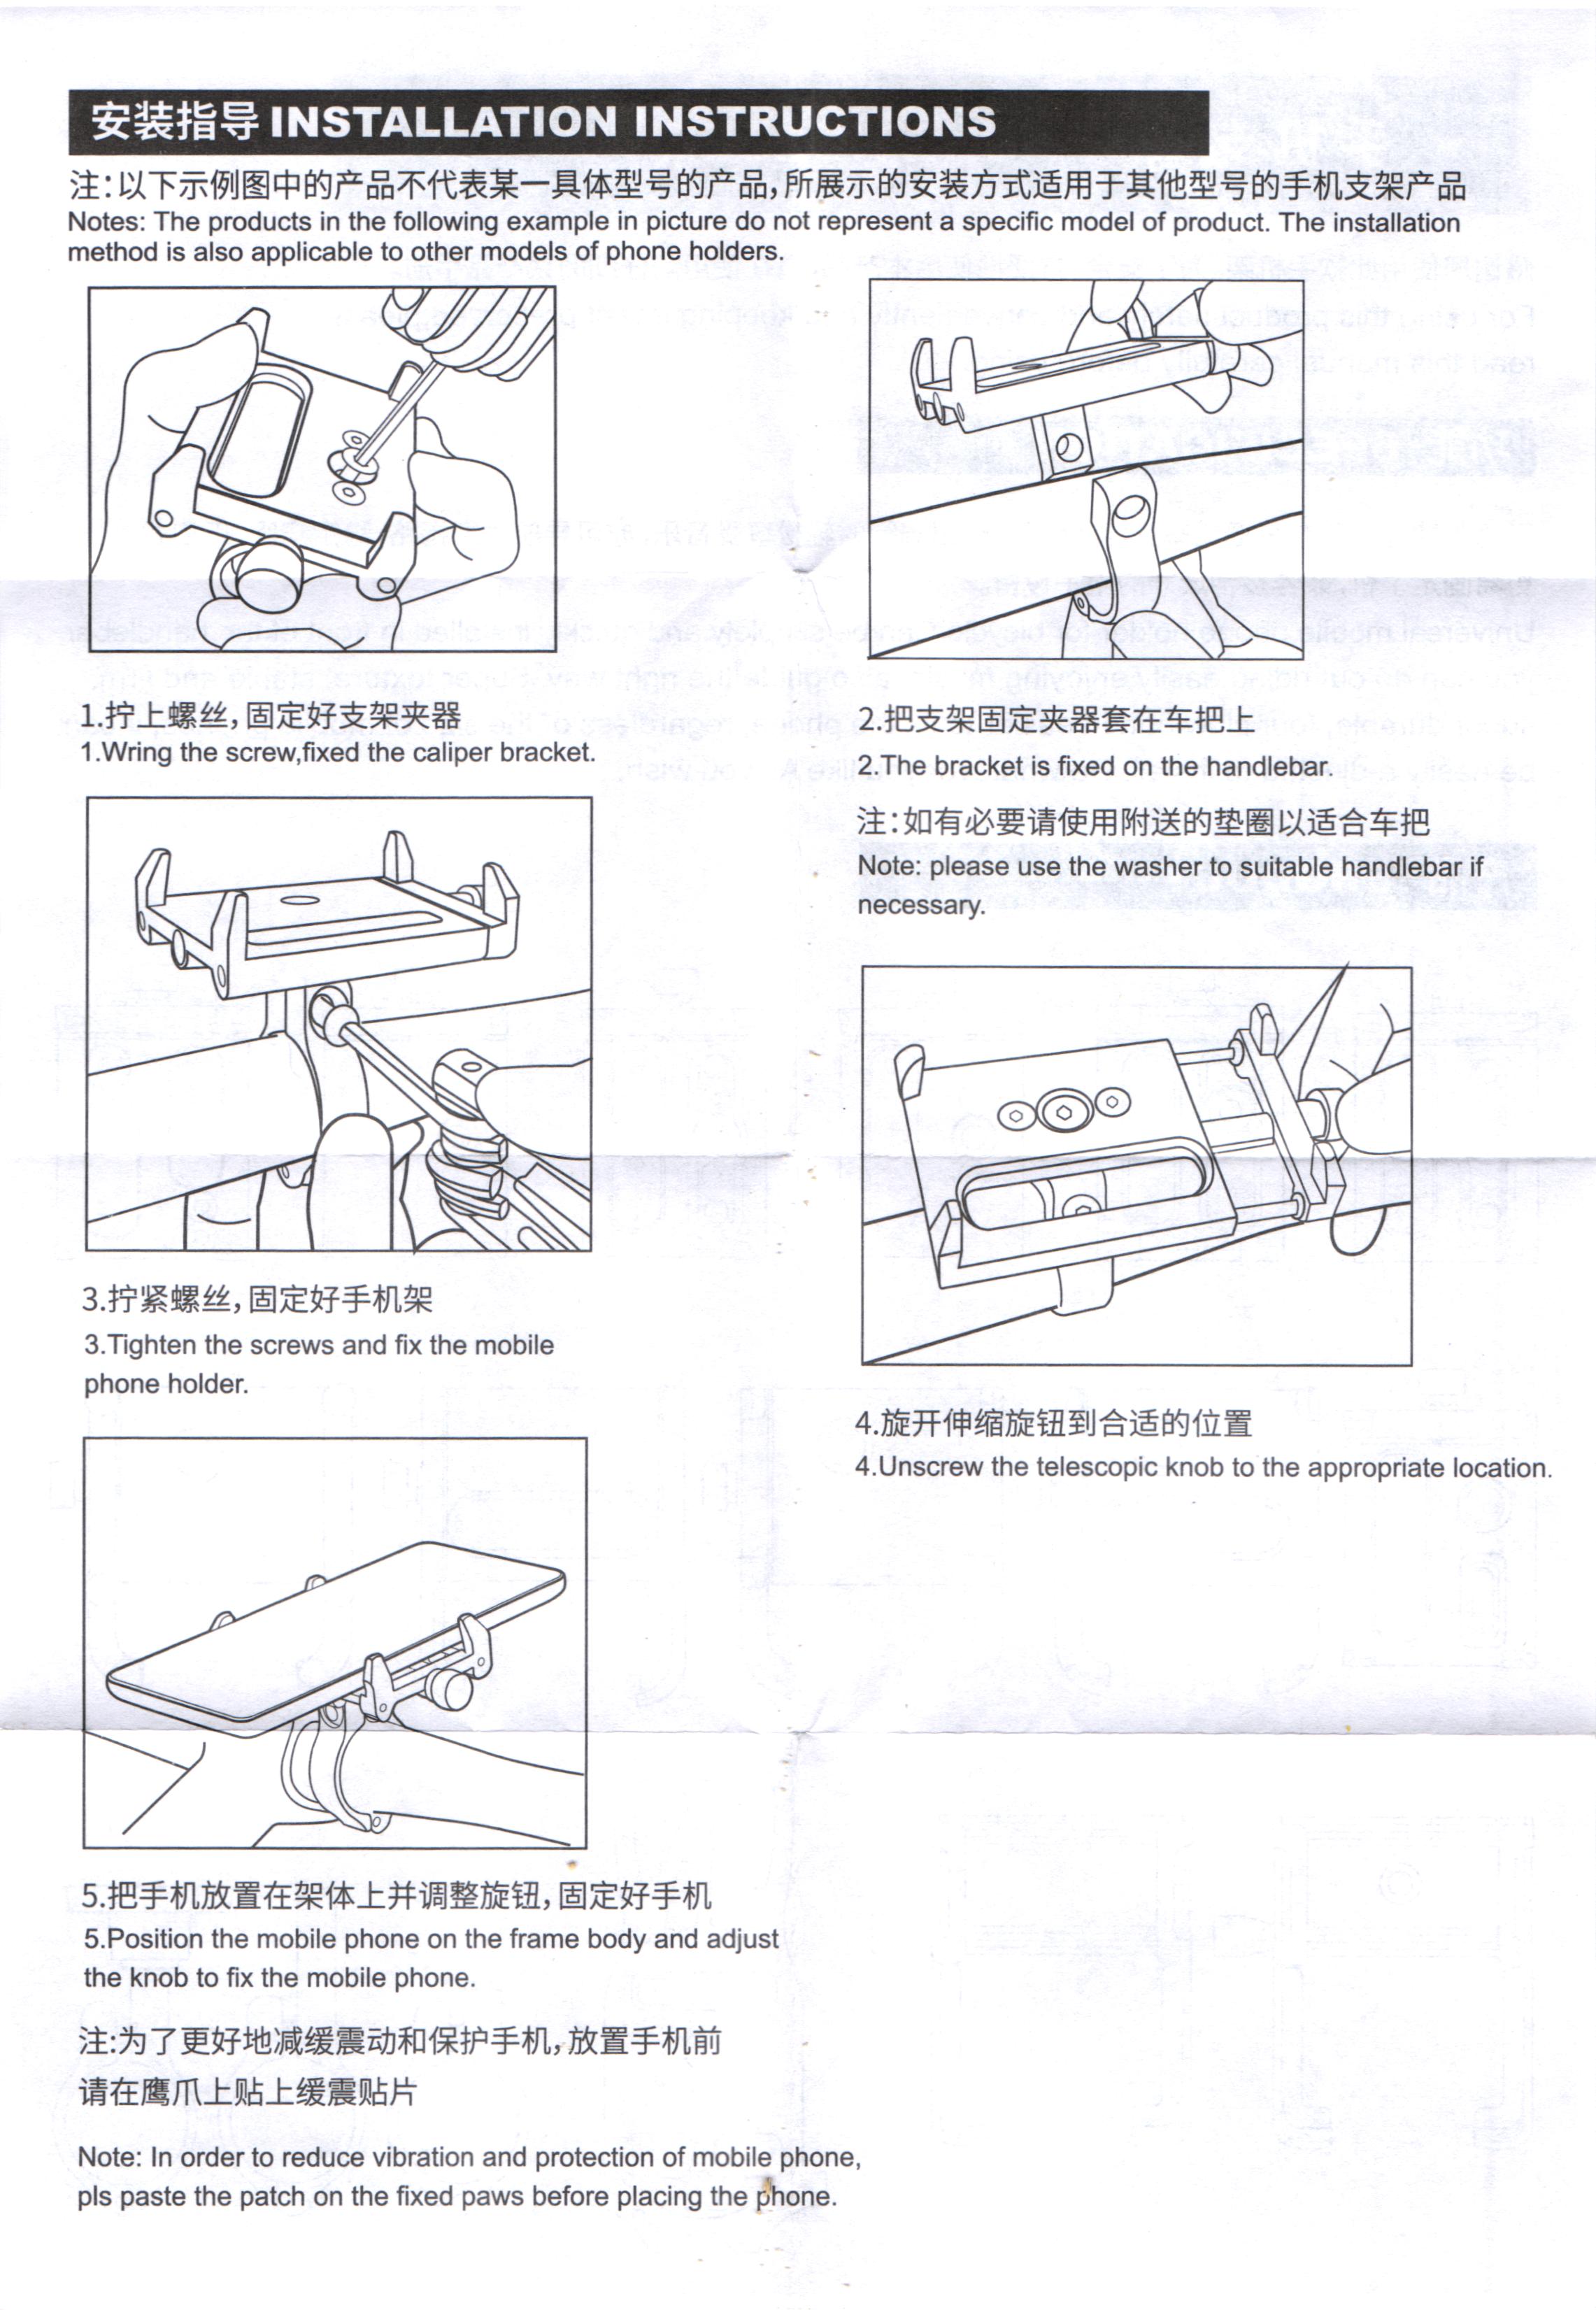 安装指导 INSTALLATION INSTRUCTIONS
注：以下示例图中的产品不代表某一具体型号的产品，所展示的安装方式适用于其他型号的手机支架产品
Notes: The products in the following example in picture do not represent a specific model of product. The installation
method is also applicable to other models of phone holders.
1.拧上螺丝，固定好支架夹器
1.Wring the screw,fixed the caliper bracket.
2.把支架固定夹器套在车把上
2.The bracket is fixed on the handlebar.
注：如有必要请使用附送的垫圈以适合车把
Note: please use the washer to suitable handlebar if
necessary.
3.拧紧螺丝，固定好手机架
3.Tighten the screws and fix the mobile
phone holder.
4.旋开伸缩旋钮到合适的位置
4.Unscrew the telescopic knob to the appropriate location.
5.把手机放置在架体上并调整旋钮，固定好手机
5.Position the mobile phone on the frame body and adjust
the knob to fix the mobile phone.
注:为了更好地减缓震动和保护手机，放置手机前
请在鹰爪上贴上缓震贴片
Note: In order to reduce vibration and protection of mobile phone,
pls paste the patch on the fixed paws before placing the phone.